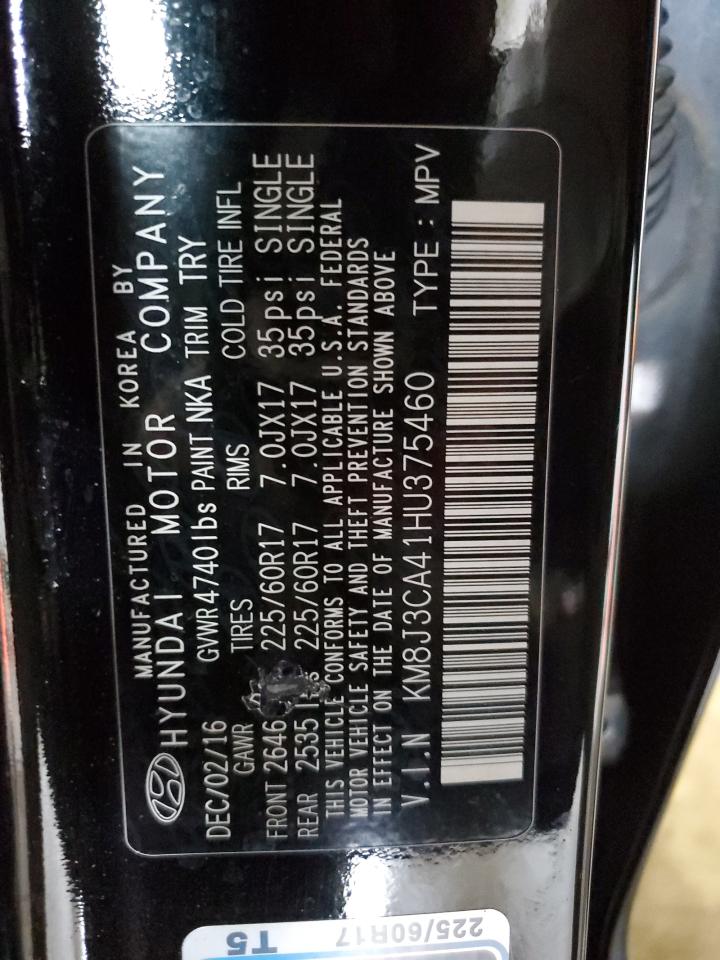 MANUFACTURED IN KOREA BY
HYUNDAI MOTOR COMPANY
DEC/02/16 GVWR 4740lbs PAINT NKA TRIM TRY
GAWR TIRES RIMS COLD TIRE INFL
FRONT 2646 225/60R17 7.0JX17 35psi SINGLE
REAR 2535 225/60R17 7.0JX17 35psi SINGLE
THIS VEHICLE CONFORMS TO ALL APPLICABLE U.S.A. FEDERAL
MOTOR VEHICLE SAFETY AND THEFT PREVENTION STANDARDS
IN EFFECT ON THE DATE OF MANUFACTURE SHOWN ABOVE
V.I.N KM8J3CA41HU375460 TYPE : MPV
225/60R17
T5